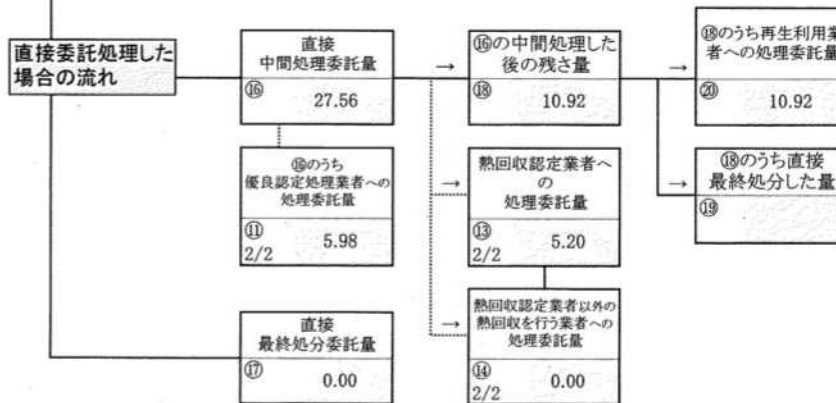 直接委託処理した
場合の流れ
直接
中間処理委託量
⑯
27.56
→
⑯の中間処理した
後の残さ量
⑱
10.92
→
⑱のうち再生利用業
者への処理委託量
⑳
10.92
⑯のうち
優良認定処理業者への
処理委託量
⑪
2/2
5.98
→
熱回収認定業者へ
の
処理委託量
⑬
2/2
5.20
→
⑱のうち直接
最終処分した量
⑲
直接
最終処分委託量
⑰
0.00
→
熱回収認定業者以外の
熱回収を行う業者への
処理委託量
⑭
2/2
0.00